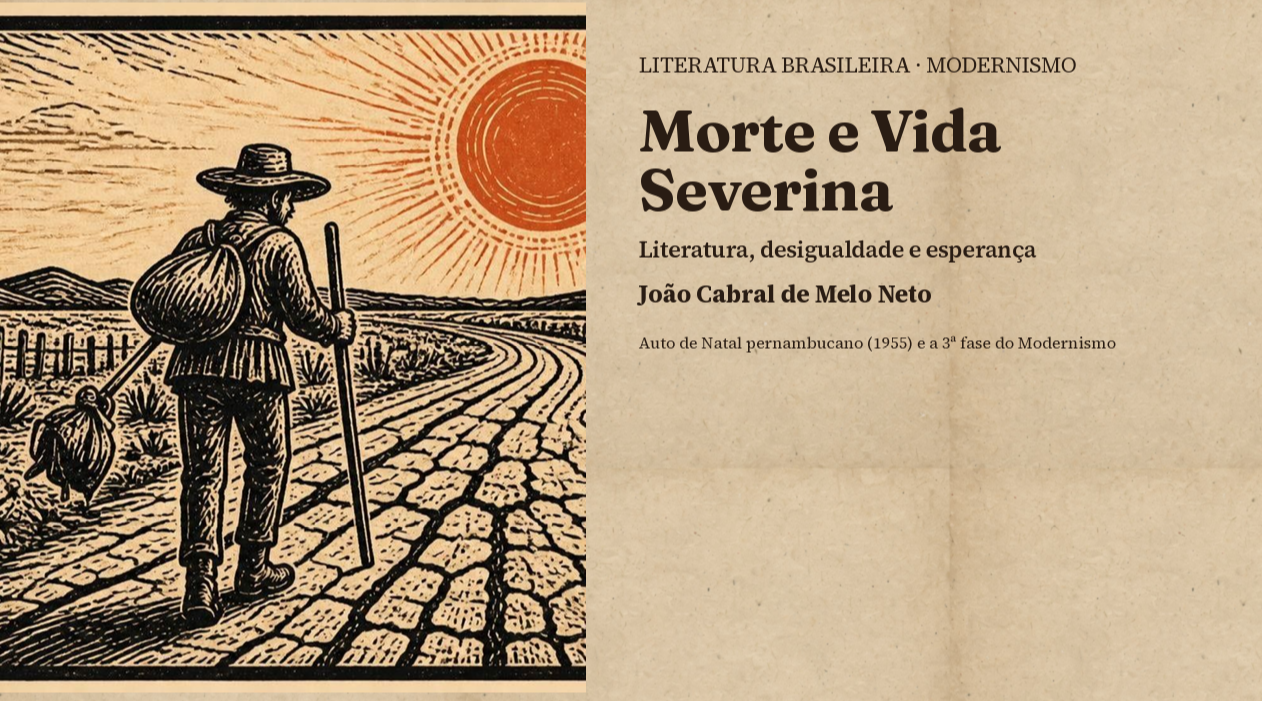 LITERATURA BRASILEIRA · MODERNISMO
Morte e Vida
Severina
Literatura, desigualdade e esperança
João Cabral de Melo Neto
Auto de Natal pernambucano (1955) e a 3ª fase do Modernismo